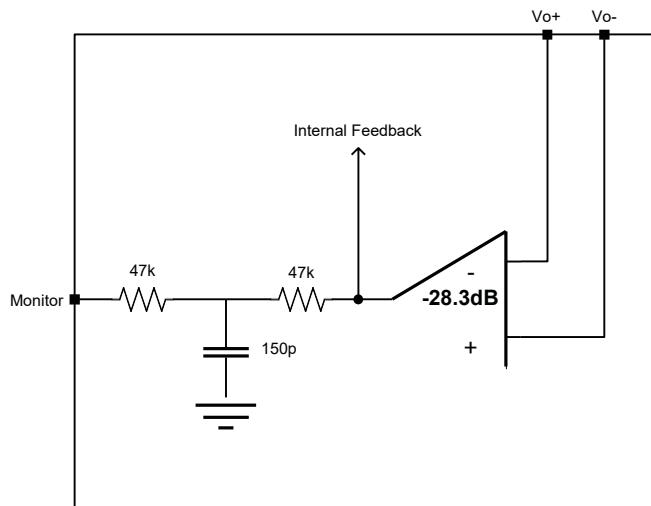 Vo+ Vo-
Internal Feedback
47k 47k
-
Monitor
-28.3dB
150p
+